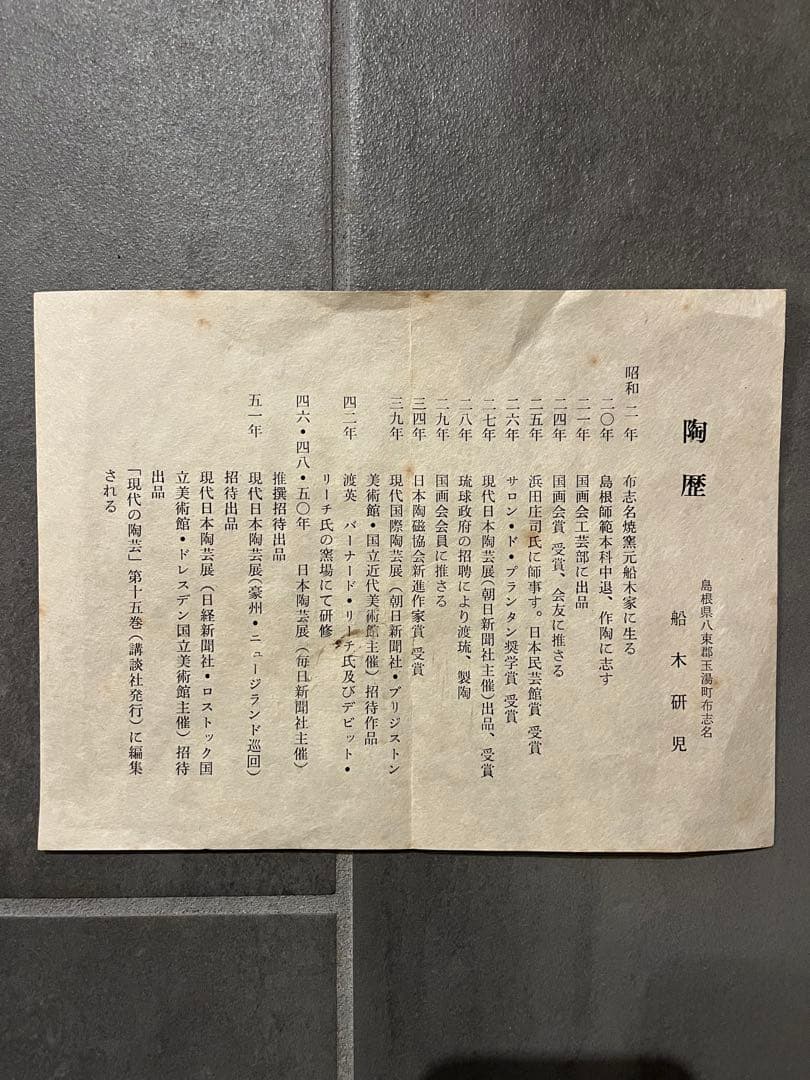 陶歴
島根県八束郡玉湯町布志名
船木研児
昭和 二年 布志名焼窯元船木家に生る
二〇年 島根師範本科中退、作陶に志す
二一年 国画会工芸部に出品
二四年 国画会賞 受賞、会友に推さる
二五年 浜田庄司氏に師事す。日本民芸館賞 受賞
二六年 サロン・ド・プランタン奨学賞 受賞
二七年 現代日本陶芸展(朝日新聞社主催)出品、受賞
二八年 琉球政府の招聘により渡琉、製陶
二九年 国画会会員に推さる
三四年 日本陶磁協会新進作家賞 受賞
三九年 現代国際陶芸展(朝日新聞社・ブリジストン
美術館・国立近代美術館主催)招待作品
四二年 渡英 バーナード・リーチ氏及びデビット・
リーチ氏の窯場にて研修
四六・四八・五〇年 日本陶芸展(毎日新聞社主催)
推撰招待出品
五一年 現代日本陶芸展(豪州・ニュージランド巡回)
招待出品
現代日本陶芸展(日経新聞社・ロストック国
立美術館・ドレスデン国立美術館主催)招待
出品
「現代の陶芸」第十五巻(講談社発行)に編集
される